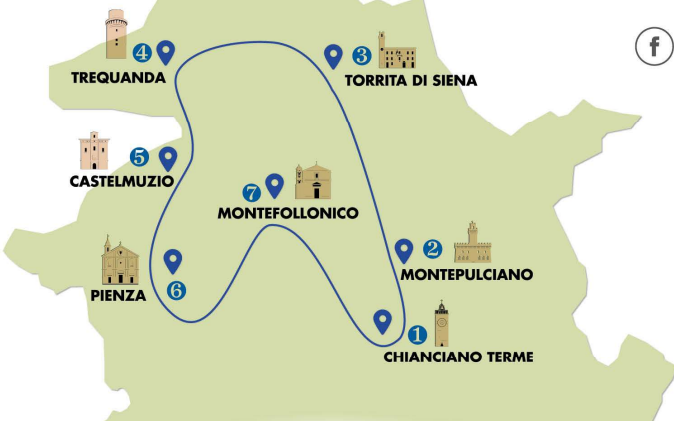 4
TREQUANDA
3
TORRITA DI SIENA
f
5
CASTELMUZIO
7
MONTEFOLLONICO
2
MONTEPULCIANO
6
PIENZA
1
CHIANCIANO TERME